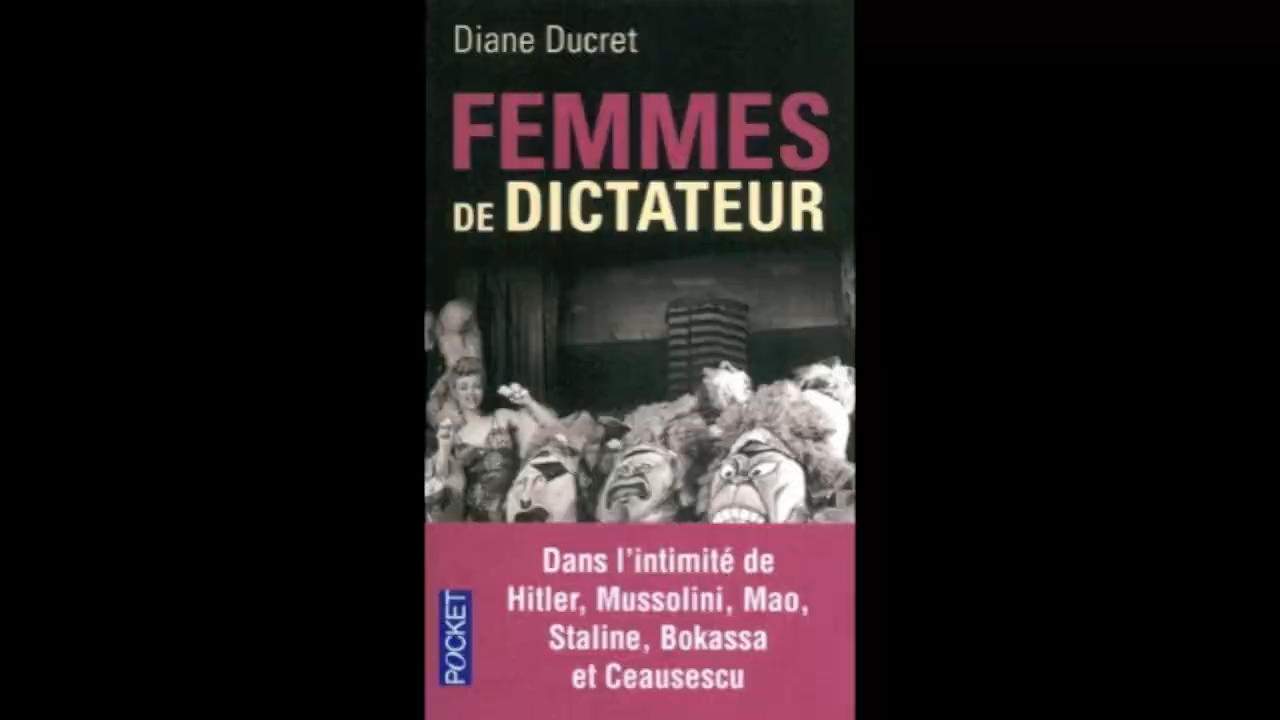 Diane Ducret
FEMMES
DE DICTATEUR
Dans l'intimité de
Hitler, Mussolini, Mao,
Staline, Bokassa
et Ceausescu
POCKET